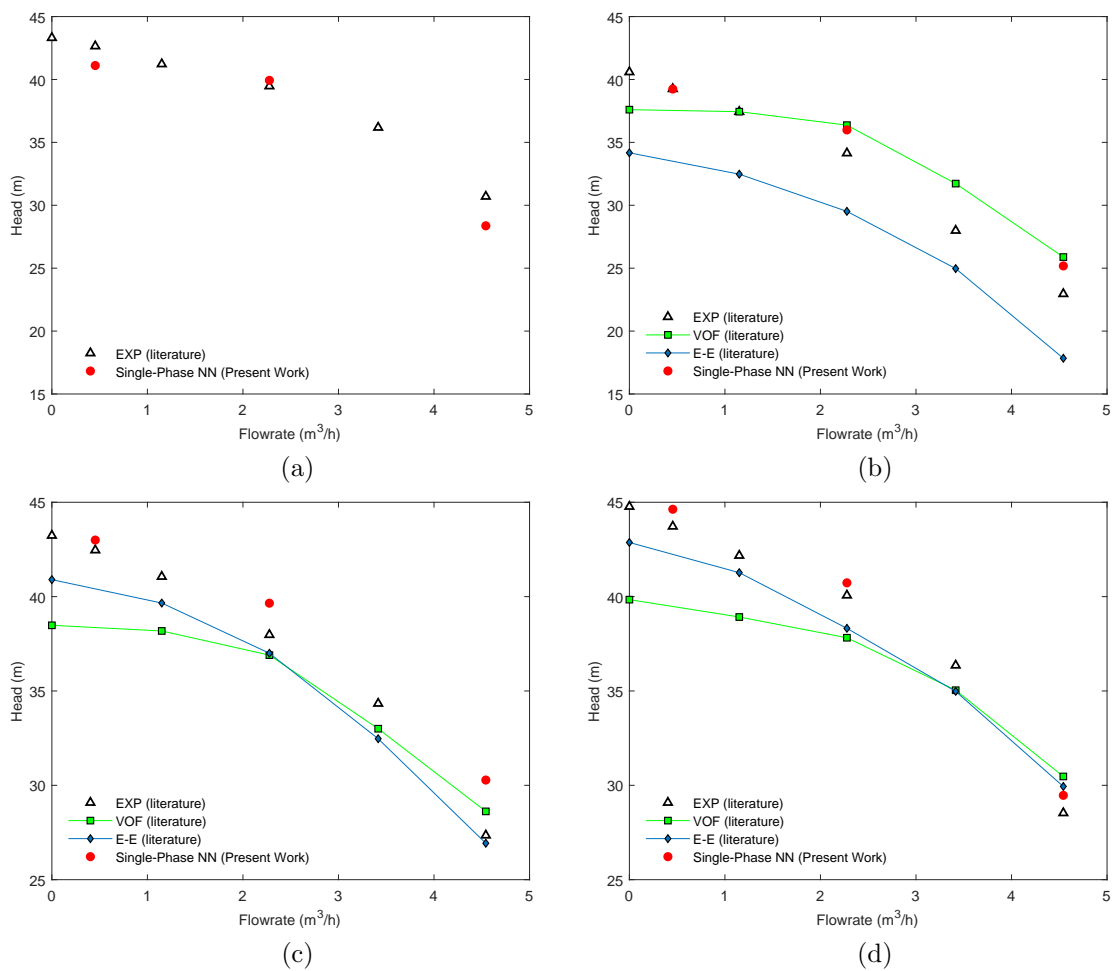 45
40
35
30
25
20
15
Head (m)
EXP (literature)
Single-Phase NN (Present Work)
0 1 2 3 4 5
Flowrate (m³/h)
(a)
45
40
35
30
25
20
15
Head (m)
EXP (literature)
VOF (literature)
E-E (literature)
Single-Phase NN (Present Work)
0 1 2 3 4 5
Flowrate (m³/h)
(b)
45
40
35
30
25
Head (m)
EXP (literature)
VOF (literature)
E-E (literature)
Single-Phase NN (Present Work)
0 1 2 3 4 5
Flowrate (m³/h)
(c)
45
40
35
30
25
Head (m)
EXP (literature)
VOF (literature)
E-E (literature)
Single-Phase NN (Present Work)
0 1 2 3 4 5
Flowrate (m³/h)
(d)